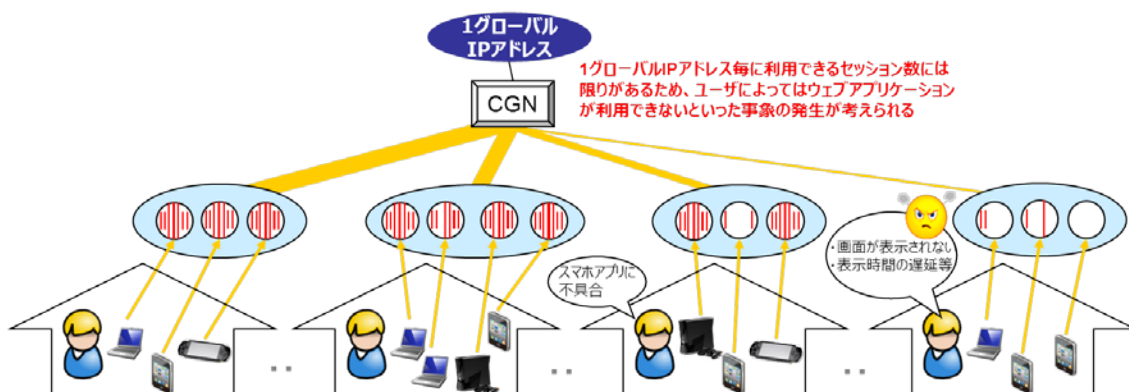 1グローバル
IPアドレス
1グローバルIPアドレス毎に利用できるセッション数には
限りがあるため、ユーザによってはウェブアプリケーション
が利用できないといった事象の発生が考えられる
CGN
・画面が表示されない
・表示時間の遅延等
スマホアプリに
不具合